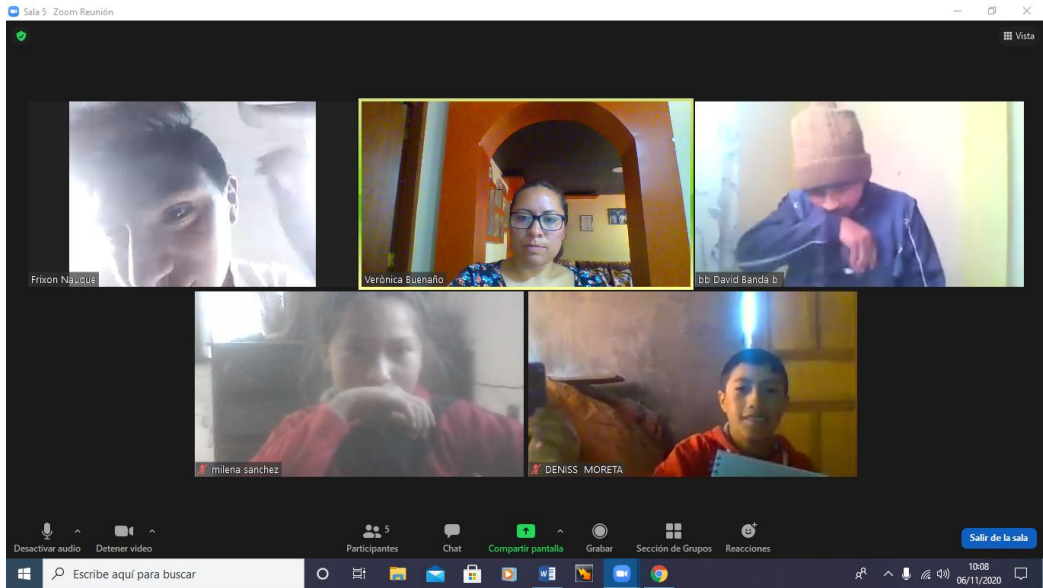 Sala 5 Zoom Reunión
Vista
Frixon Nauque
Verònica Buenaño
bb David Banda b
milena sanchez
DENISS MORETA
5
Desactivar audio
Detener video
Participantes
Chat
Compartir pantalla
Grabar
Sección de Grupos
Reacciones
Salir de la sala
Escribe aquí para buscar
10:08
06/11/2020